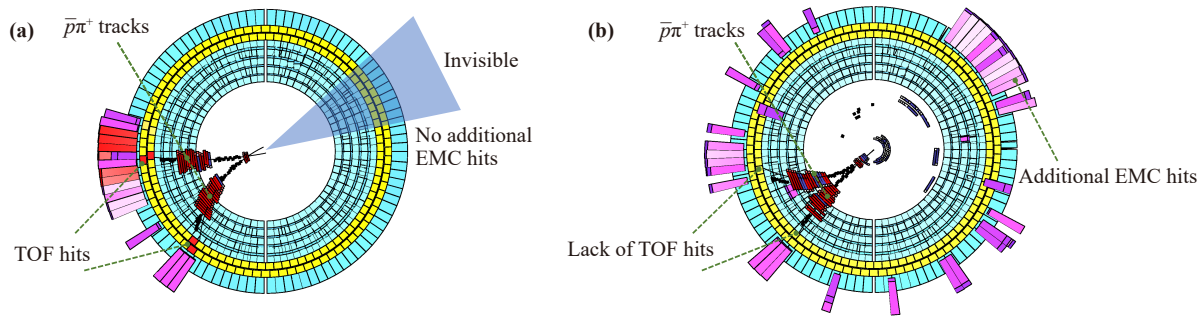 (a)
p̅π⁺ tracks
Invisible
No additional
EMC hits
TOF hits
(b)
p̅π⁺ tracks
Additional EMC hits
Lack of TOF hits